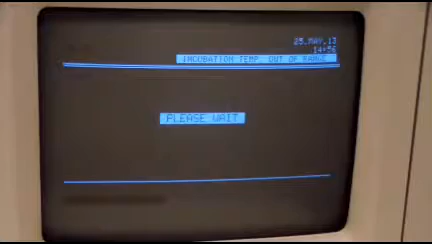 25.MAY.13
14:56
INCUBATION TEMP. OUT OF RANGE
PLEASE WAIT